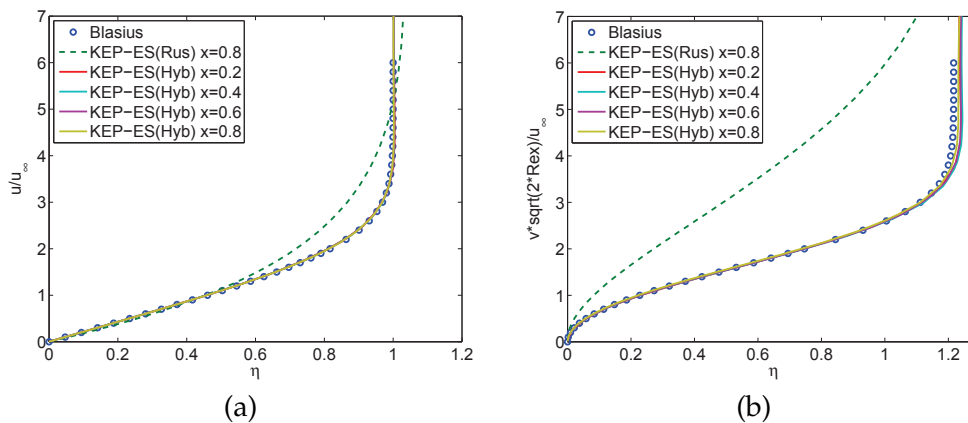 7
6
5
4
3
2
1
0
u/u∞
Blasius
KEP−ES(Rus) x=0.8
KEP−ES(Hyb) x=0.2
KEP−ES(Hyb) x=0.4
KEP−ES(Hyb) x=0.6
KEP−ES(Hyb) x=0.8
0 0.2 0.4 0.6 0.8 1 1.2
η
(a)
7
6
5
4
3
2
1
0
v*sqrt(2*Rex)/u∞
Blasius
KEP−ES(Rus) x=0.8
KEP−ES(Hyb) x=0.2
KEP−ES(Hyb) x=0.4
KEP−ES(Hyb) x=0.6
KEP−ES(Hyb) x=0.8
0.2 0.4 0.6 0.8 1 1.2
η
(b)